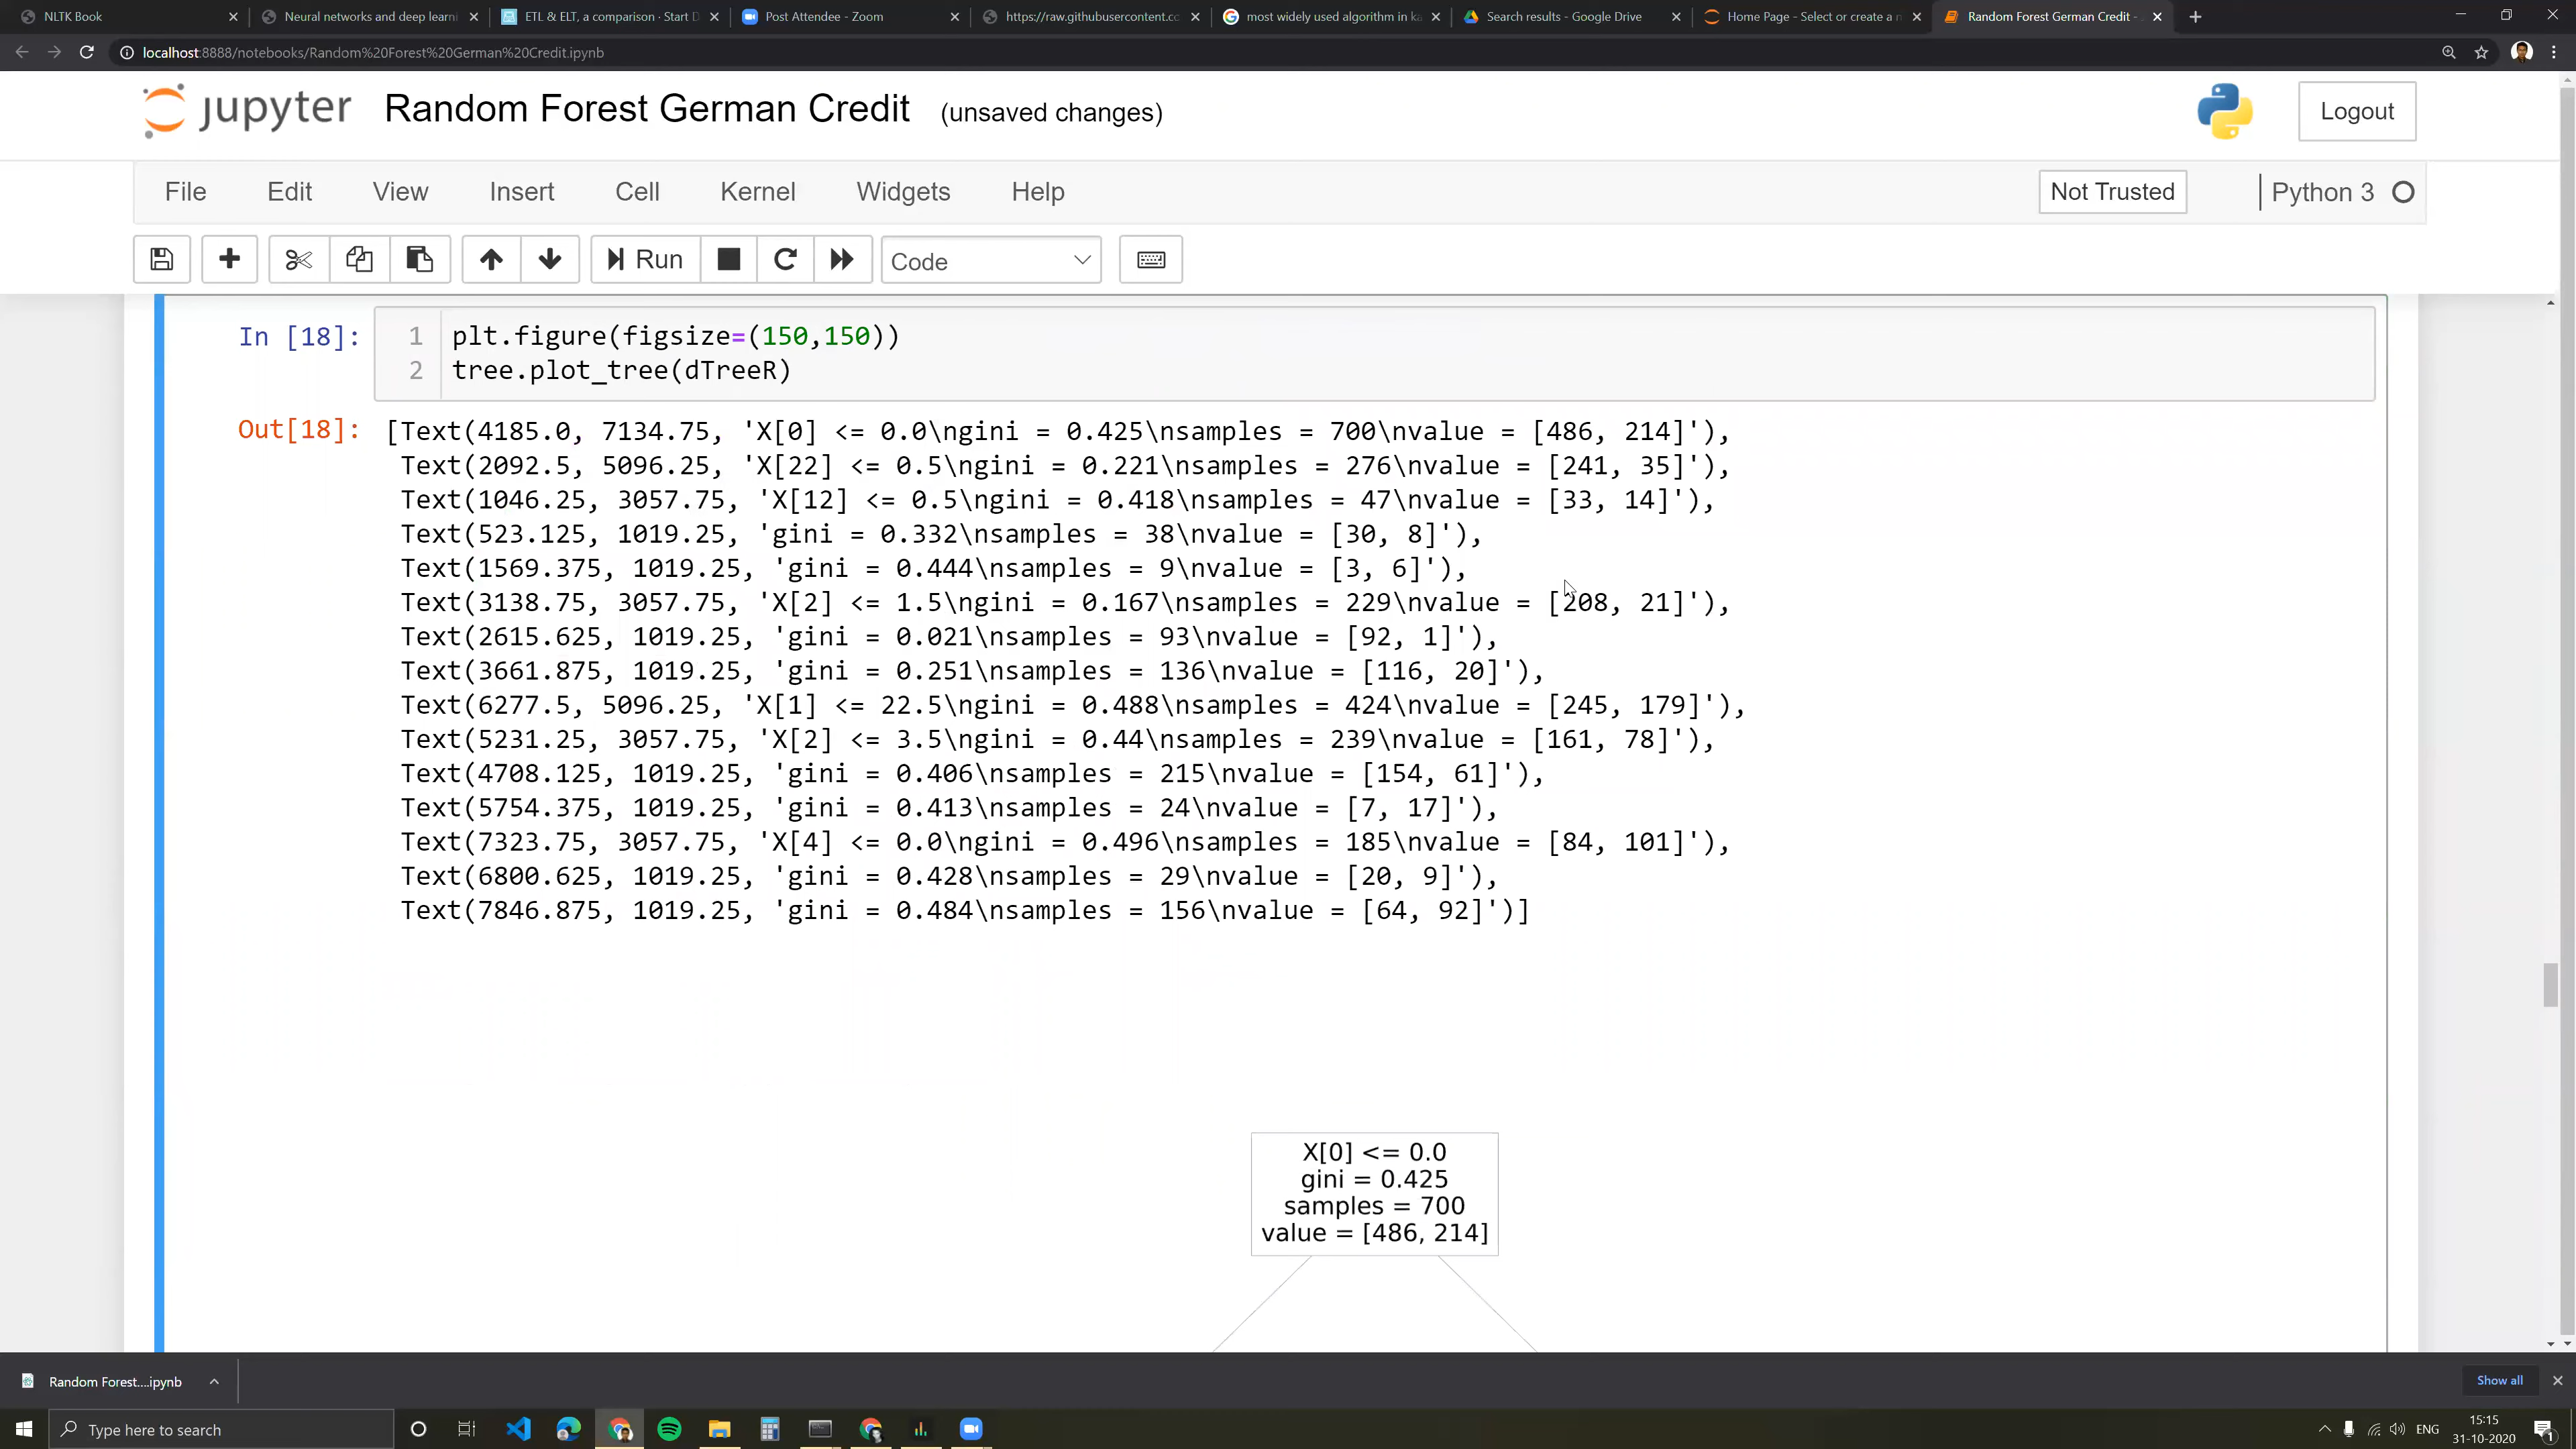 NLTK Book
Neural networks and deep learni
ETL & ELT, a comparison · Start D
Post Attendee - Zoom
https://raw.githubusercontent.cc
most widely used algorithm in ka
Search results - Google Drive
Home Page - Select or create a n
Random Forest German Credit -
localhost:8888/notebooks/Random%20Forest%20German%20Credit.ipynb
jupyter Random Forest German Credit (unsaved changes)
Logout
File Edit View Insert Cell Kernel Widgets Help
Not Trusted
Python 3
Run
Code
In [18]:
1 plt.figure(figsize=(150,150))
2 tree.plot_tree(dTreeR)
Out[18]: [Text(4185.0, 7134.75, 'X[0] <= 0.0\ngini = 0.425\nsamples = 700\nvalue = [486, 214]'),
Text(2092.5, 5096.25, 'X[22] <= 0.5\ngini = 0.221\nsamples = 276\nvalue = [241, 35]'),
Text(1046.25, 3057.75, 'X[12] <= 0.5\ngini = 0.418\nsamples = 47\nvalue = [33, 14]'),
Text(523.125, 1019.25, 'gini = 0.332\nsamples = 38\nvalue = [30, 8]'),
Text(1569.375, 1019.25, 'gini = 0.444\nsamples = 9\nvalue = [3, 6]'),
Text(3138.75, 3057.75, 'X[2] <= 1.5\ngini = 0.167\nsamples = 229\nvalue = [208, 21]'),
Text(2615.625, 1019.25, 'gini = 0.021\nsamples = 93\nvalue = [92, 1]'),
Text(3661.875, 1019.25, 'gini = 0.251\nsamples = 136\nvalue = [116, 20]'),
Text(6277.5, 5096.25, 'X[1] <= 22.5\ngini = 0.488\nsamples = 424\nvalue = [245, 179]'),
Text(5231.25, 3057.75, 'X[2] <= 3.5\ngini = 0.44\nsamples = 239\nvalue = [161, 78]'),
Text(4708.125, 1019.25, 'gini = 0.406\nsamples = 215\nvalue = [154, 61]'),
Text(5754.375, 1019.25, 'gini = 0.413\nsamples = 24\nvalue = [7, 17]'),
Text(7323.75, 3057.75, 'X[4] <= 0.0\ngini = 0.496\nsamples = 185\nvalue = [84, 101]'),
Text(6800.625, 1019.25, 'gini = 0.428\nsamples = 29\nvalue = [20, 9]'),
Text(7846.875, 1019.25, 'gini = 0.484\nsamples = 156\nvalue = [64, 92]')]
X[0] <= 0.0
gini = 0.425
samples = 700
value = [486, 214]
Random Forest....ipynb
Show all
Type here to search
ENG
15:15
31-10-2020
1